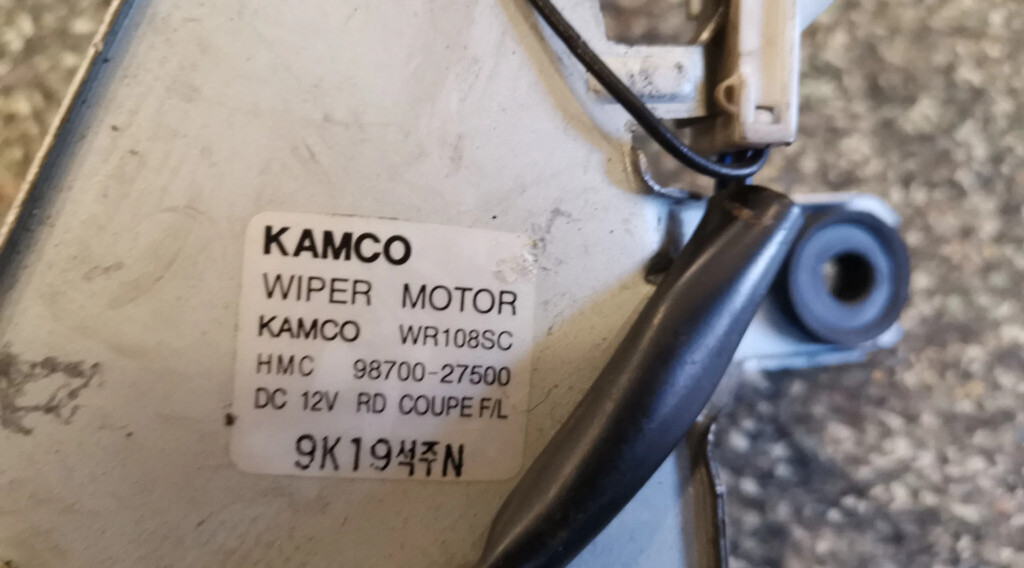 KAMCO
WIPER MOTOR
KAMCO WR108SC
HMC 98700-27500
DC 12V RD COUPE F/L
9K19석주N